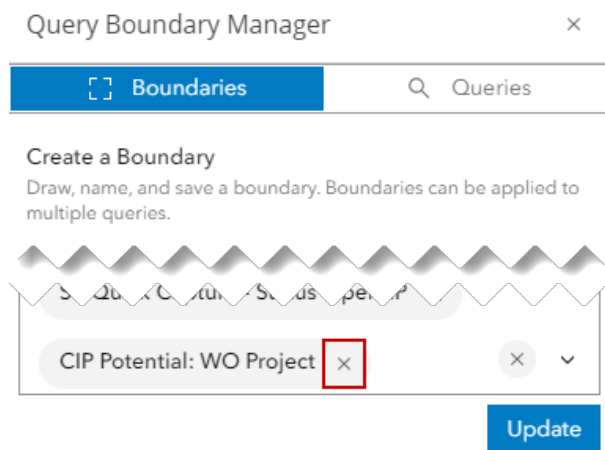 Query Boundary Manager
Boundaries
Queries
Create a Boundary
Draw, name, and save a boundary. Boundaries can be applied to
multiple queries.
CIP Potential: WO Project
Update